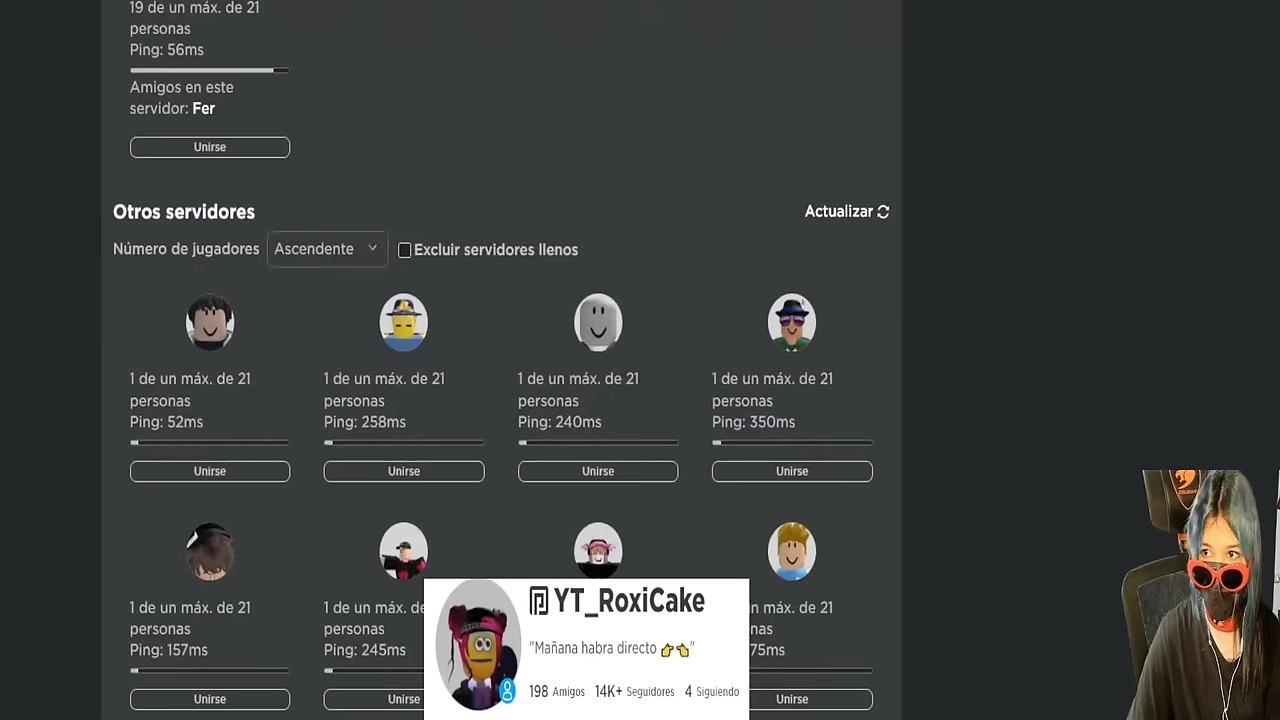 19 de un máx. de 21
personas
Ping: 56ms
Amigos en este
servidor: Fer
Unirse
Otros servidores
Actualizar
Número de jugadores
Ascendente
Excluir servidores llenos
1 de un máx. de 21
personas
Ping: 52ms
Unirse
1 de un máx. de 21
personas
Ping: 258ms
Unirse
1 de un máx. de 21
personas
Ping: 240ms
Unirse
1 de un máx. de 21
personas
Ping: 350ms
Unirse
1 de un máx. de 21
personas
Ping: 157ms
Unirse
1 de un máx. de
personas
Ping: 245ms
Unirse
máx. de 21
75ms
Unirse
YT_RoxiCake
"Mañana habra directo 👉👈"
198 Amigos 14K+ Seguidores 4 Siguiendo